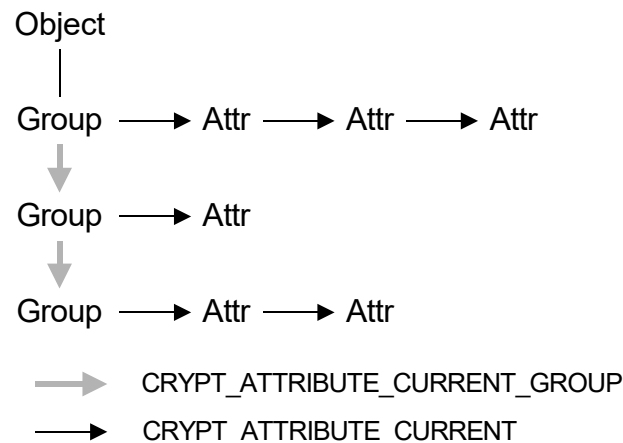 Object
Group Attr Attr Attr
Group Attr
Group Attr Attr
CRYPT_ATTRIBUTE_CURRENT_GROUP
CRYPT_ATTRIBUTE_CURRENT